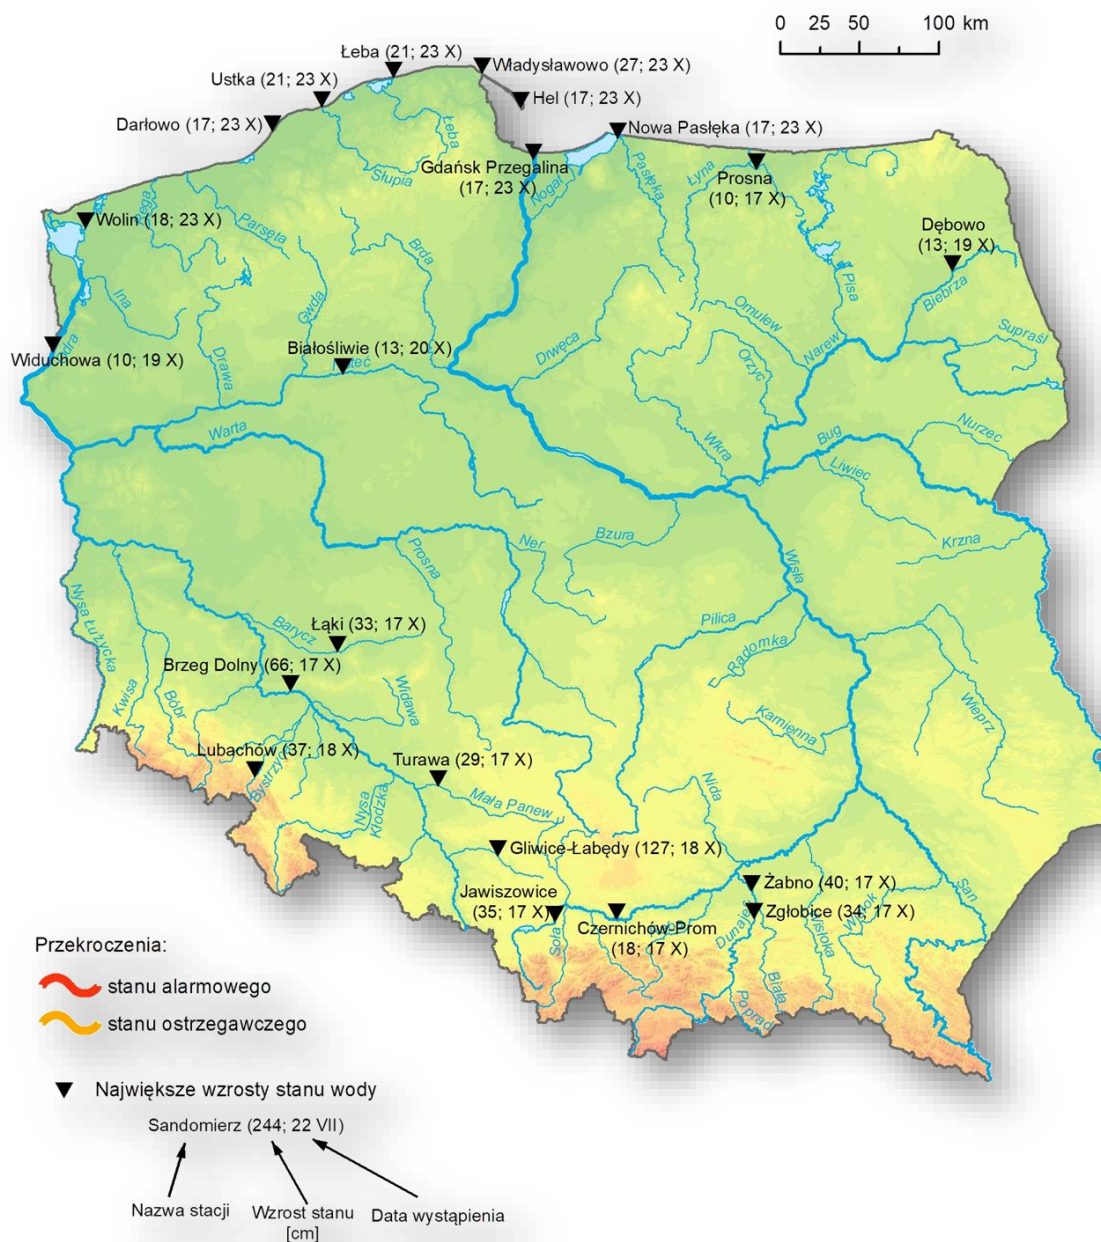 0 25 50 100 km
Łeba (21; 23 X)
Władysławowo (27; 23 X)
Ustka (21; 23 X)
Hel (17; 23 X)
Darłowo (17; 23 X)
Nowa Pasłęka (17; 23 X)
Łeba
Słupia
Gdańsk Przegalina
(17; 23 X)
Nogat
Pasłęka
Łyna
Prosna
(10; 17 X)
Wolin (18; 23 X)
Parsęta
Brda
Dębowo
(13; 19 X)
Biebrza
Pisa
Ina
Gwda
Omulew
Supraśl
Widuchowa (10; 19 X)
Drawa
Białośliwie (13; 20 X)
Drwęca
Orzyc
Narew
Warta
Wkra
Bug
Nurzec
Liwiec
Prosna
Ner
Bzura
Wisła
Krzna
Nysa Łużycka
Barycz
Łąki (33; 17 X)
Pilica
Radomka
Brzeg Dolny (66; 17 X)
Kwisa
Bóbr
Widawa
Kamienna
Wieprz
Lubachów (37; 18 X)
Turawa (29; 17 X)
Nysa
Kłodzka
Mała Panew
Nida
Gliwice-Łabędy (127; 18 X)
Żabno (40; 17 X)
Jawiszowice
(35; 17 X)
Zgłobice (34; 17 X)
San
Soła
Czernichów-Prom
(18; 17 X)
Dunajec
Wisłoka
Biała
Poprad
Przekroczenia:
stanu alarmowego
stanu ostrzegawczego
Największe wzrosty stanu wody
Sandomierz (244; 22 VII)
Nazwa stacji
Wzrost stanu
[cm]
Data wystąpienia